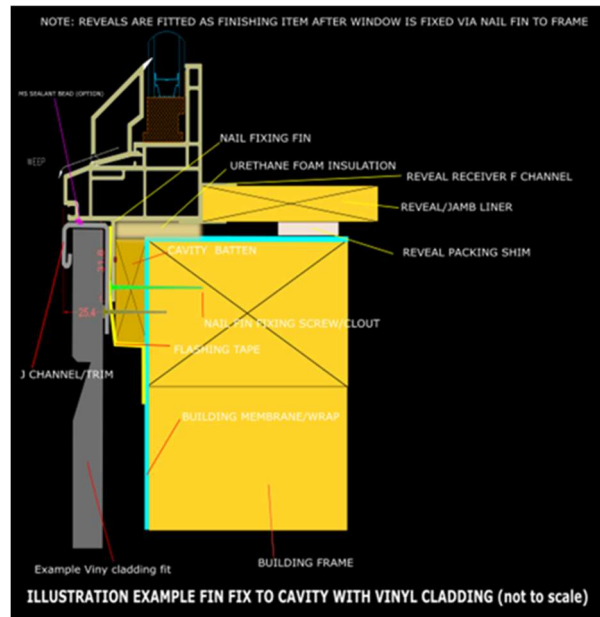 NOTE: REVEALS ARE FITTED AS FINISHING ITEM AFTER WINDOW IS FIXED VIA NAIL FIN TO FRAME
MS SEALANT BEAD (OPTION)
NAIL FIXING FIN
WEEP
URETHANE FOAM INSULATION
REVEAL RECEIVER F CHANNEL
REVEAL/JAMB LINER
CAVITY BATTEN
REVEAL PACKING SHIM
31.8
25.4
NAIL FIN FIXING SCREW/CLOUT
FLASHING TAPE
J CHANNEL/TRIM
BUILDING MEMBRANE/WRAP
BUILDING FRAME
Example Viny cladding fit
ILLUSTRATION EXAMPLE FIN FIX TO CAVITY WITH VINYL CLADDING (not to scale)